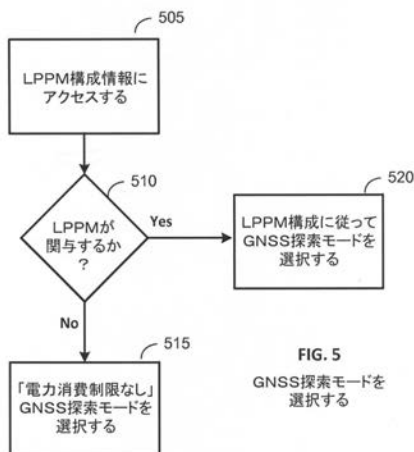 505
LPPM構成情報に
アクセスする
510
LPPMが
関与するか
?
Yes
520
LPPM構成に従って
GNSS探索モードを
選択する
No
515
「電力消費制限なし」
GNSS探索モードを
選択する
FIG. 5
GNSS探索モードを
選択する